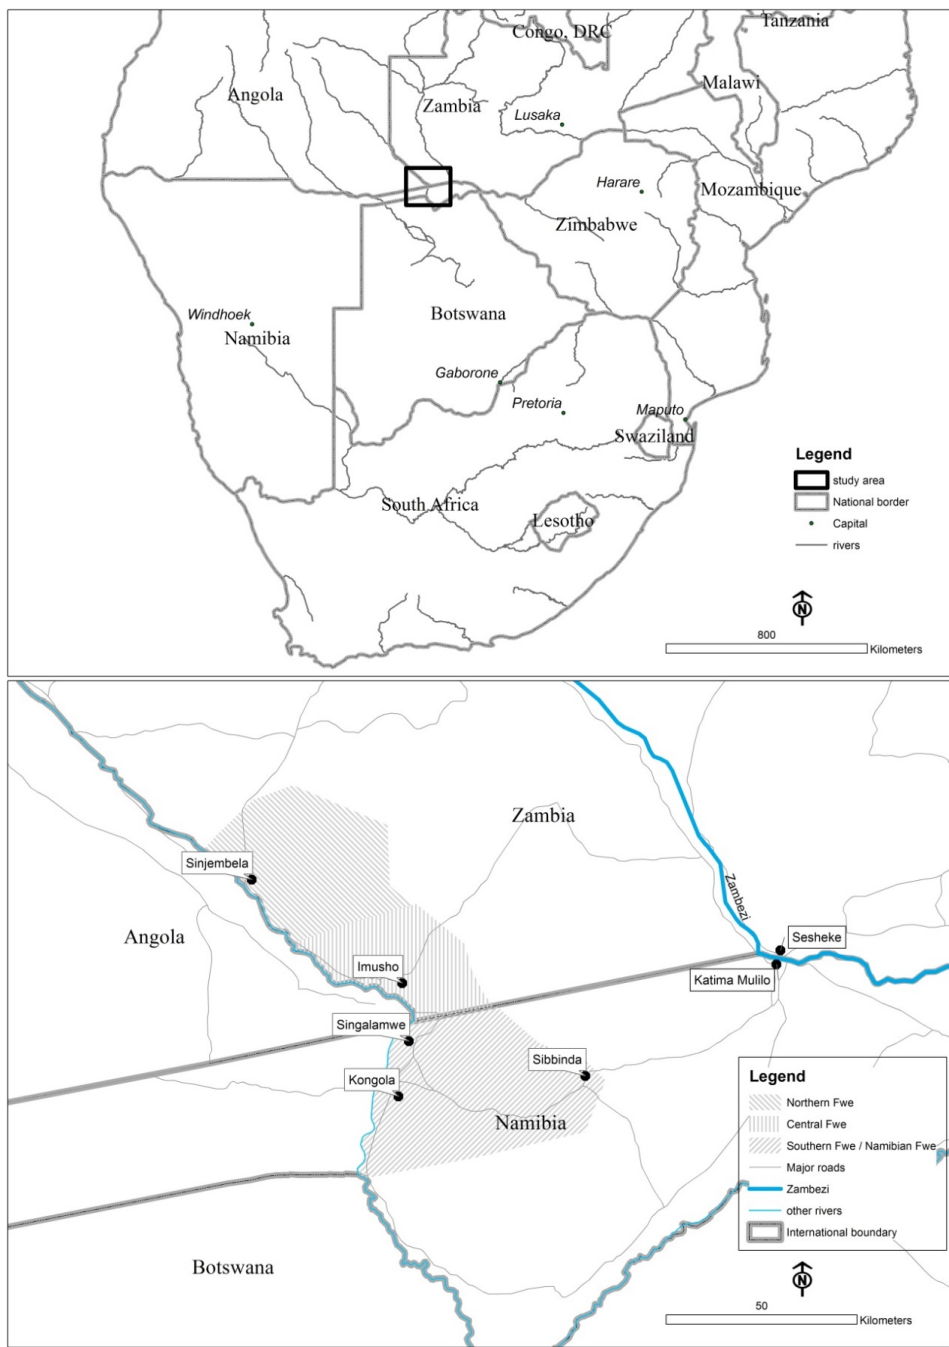 Tanzania
Congo, DRC
Malawi
Angola
Zambia
Lusaka
Harare
Mozambique
Zimbabwe
Windhoek
Namibia
Botswana
Gaborone
Pretoria
Maputo
Swaziland
South Africa
Lesotho
Legend
study area
National border
Capital
rivers
N
800
Kilometers
Zambia
Sinjembela
Zambezi
Angola
Sesheke
Imusho
Katima Mulilo
Singalamwe
Sibbinda
Kongola
Namibia
Botswana
Legend
Northern Fwe
Central Fwe
Southern Fwe / Namibian Fwe
Major roads
Zambezi
other rivers
International boundary
N
50
Kilometers